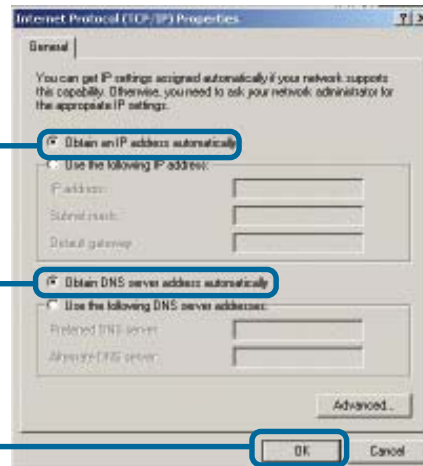 Internet Protocol (TCP/IP) Properties
General
You can get IP settings assigned automatically if your network supports
this capability. Otherwise, you need to ask your network administrator for
the appropriate IP settings.
Obtain an IP address automatically
Use the following IP address:
IP address:
Subnet mask:
Default gateway:
Obtain DNS server address automatically
Use the following DNS server addresses:
Preferred DNS server:
Alternate DNS server:
Advanced...
OK
Cancel